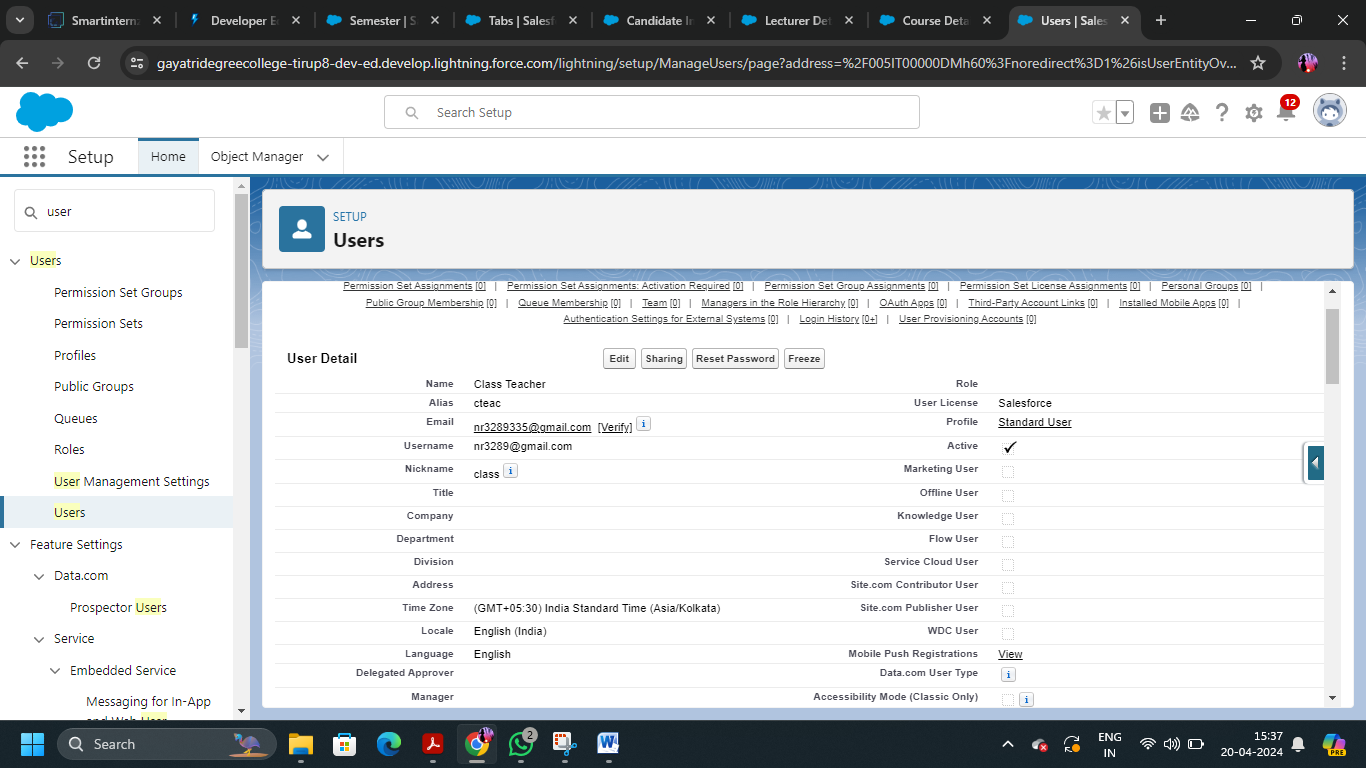 Smartintern
Developer E
Semester | S
Tabs | Salesf
Candidate In
Lecturer Det
Course Deta
Users | Sales
gayatridegreecollege-tirup8-dev-ed.develop.lightning.force.com/lightning/setup/ManageUsers/page?address=%2F005IT00000DMh60%3Fnoredirect%3D1%26isUserEntityOv...
Search Setup
12
Setup
Home
Object Manager
user
Users
Permission Set Groups
Permission Sets
Profiles
Public Groups
Queues
Roles
User Management Settings
Users
Feature Settings
Data.com
Prospector Users
Service
Embedded Service
Messaging for In-App
and Web User
SETUP
Users
Permission Set Assignments [0] | Permission Set Assignments: Activation Required [0] | Permission Set Group Assignments [0] | Permission Set License Assignments [0] | Personal Groups [0] |
Public Group Membership [0] | Queue Membership [0] | Team [0] | Managers in the Role Hierarchy [0] | OAuth Apps [0] | Third-Party Account Links [0] | Installed Mobile Apps [0] |
Authentication Settings for External Systems [0] | Login History [0+] | User Provisioning Accounts [0]
User Detail Edit Sharing Reset Password Freeze
Name Class Teacher Role
Alias cteac User License Salesforce
Email nr3289335@gmail.com [Verify] i Profile Standard User
Username nr3289@gmail.com Active ✓
Nickname class i Marketing User
Title Offline User
Company Knowledge User
Department Flow User
Division Service Cloud User
Address Site.com Contributor User
Time Zone (GMT+05:30) India Standard Time (Asia/Kolkata) Site.com Publisher User
Locale English (India) WDC User
Language English Mobile Push Registrations View
Delegated Approver Data.com User Type i
Manager Accessibility Mode (Classic Only) i
Search
2
ENG
IN
15:37
20-04-2024
PRE